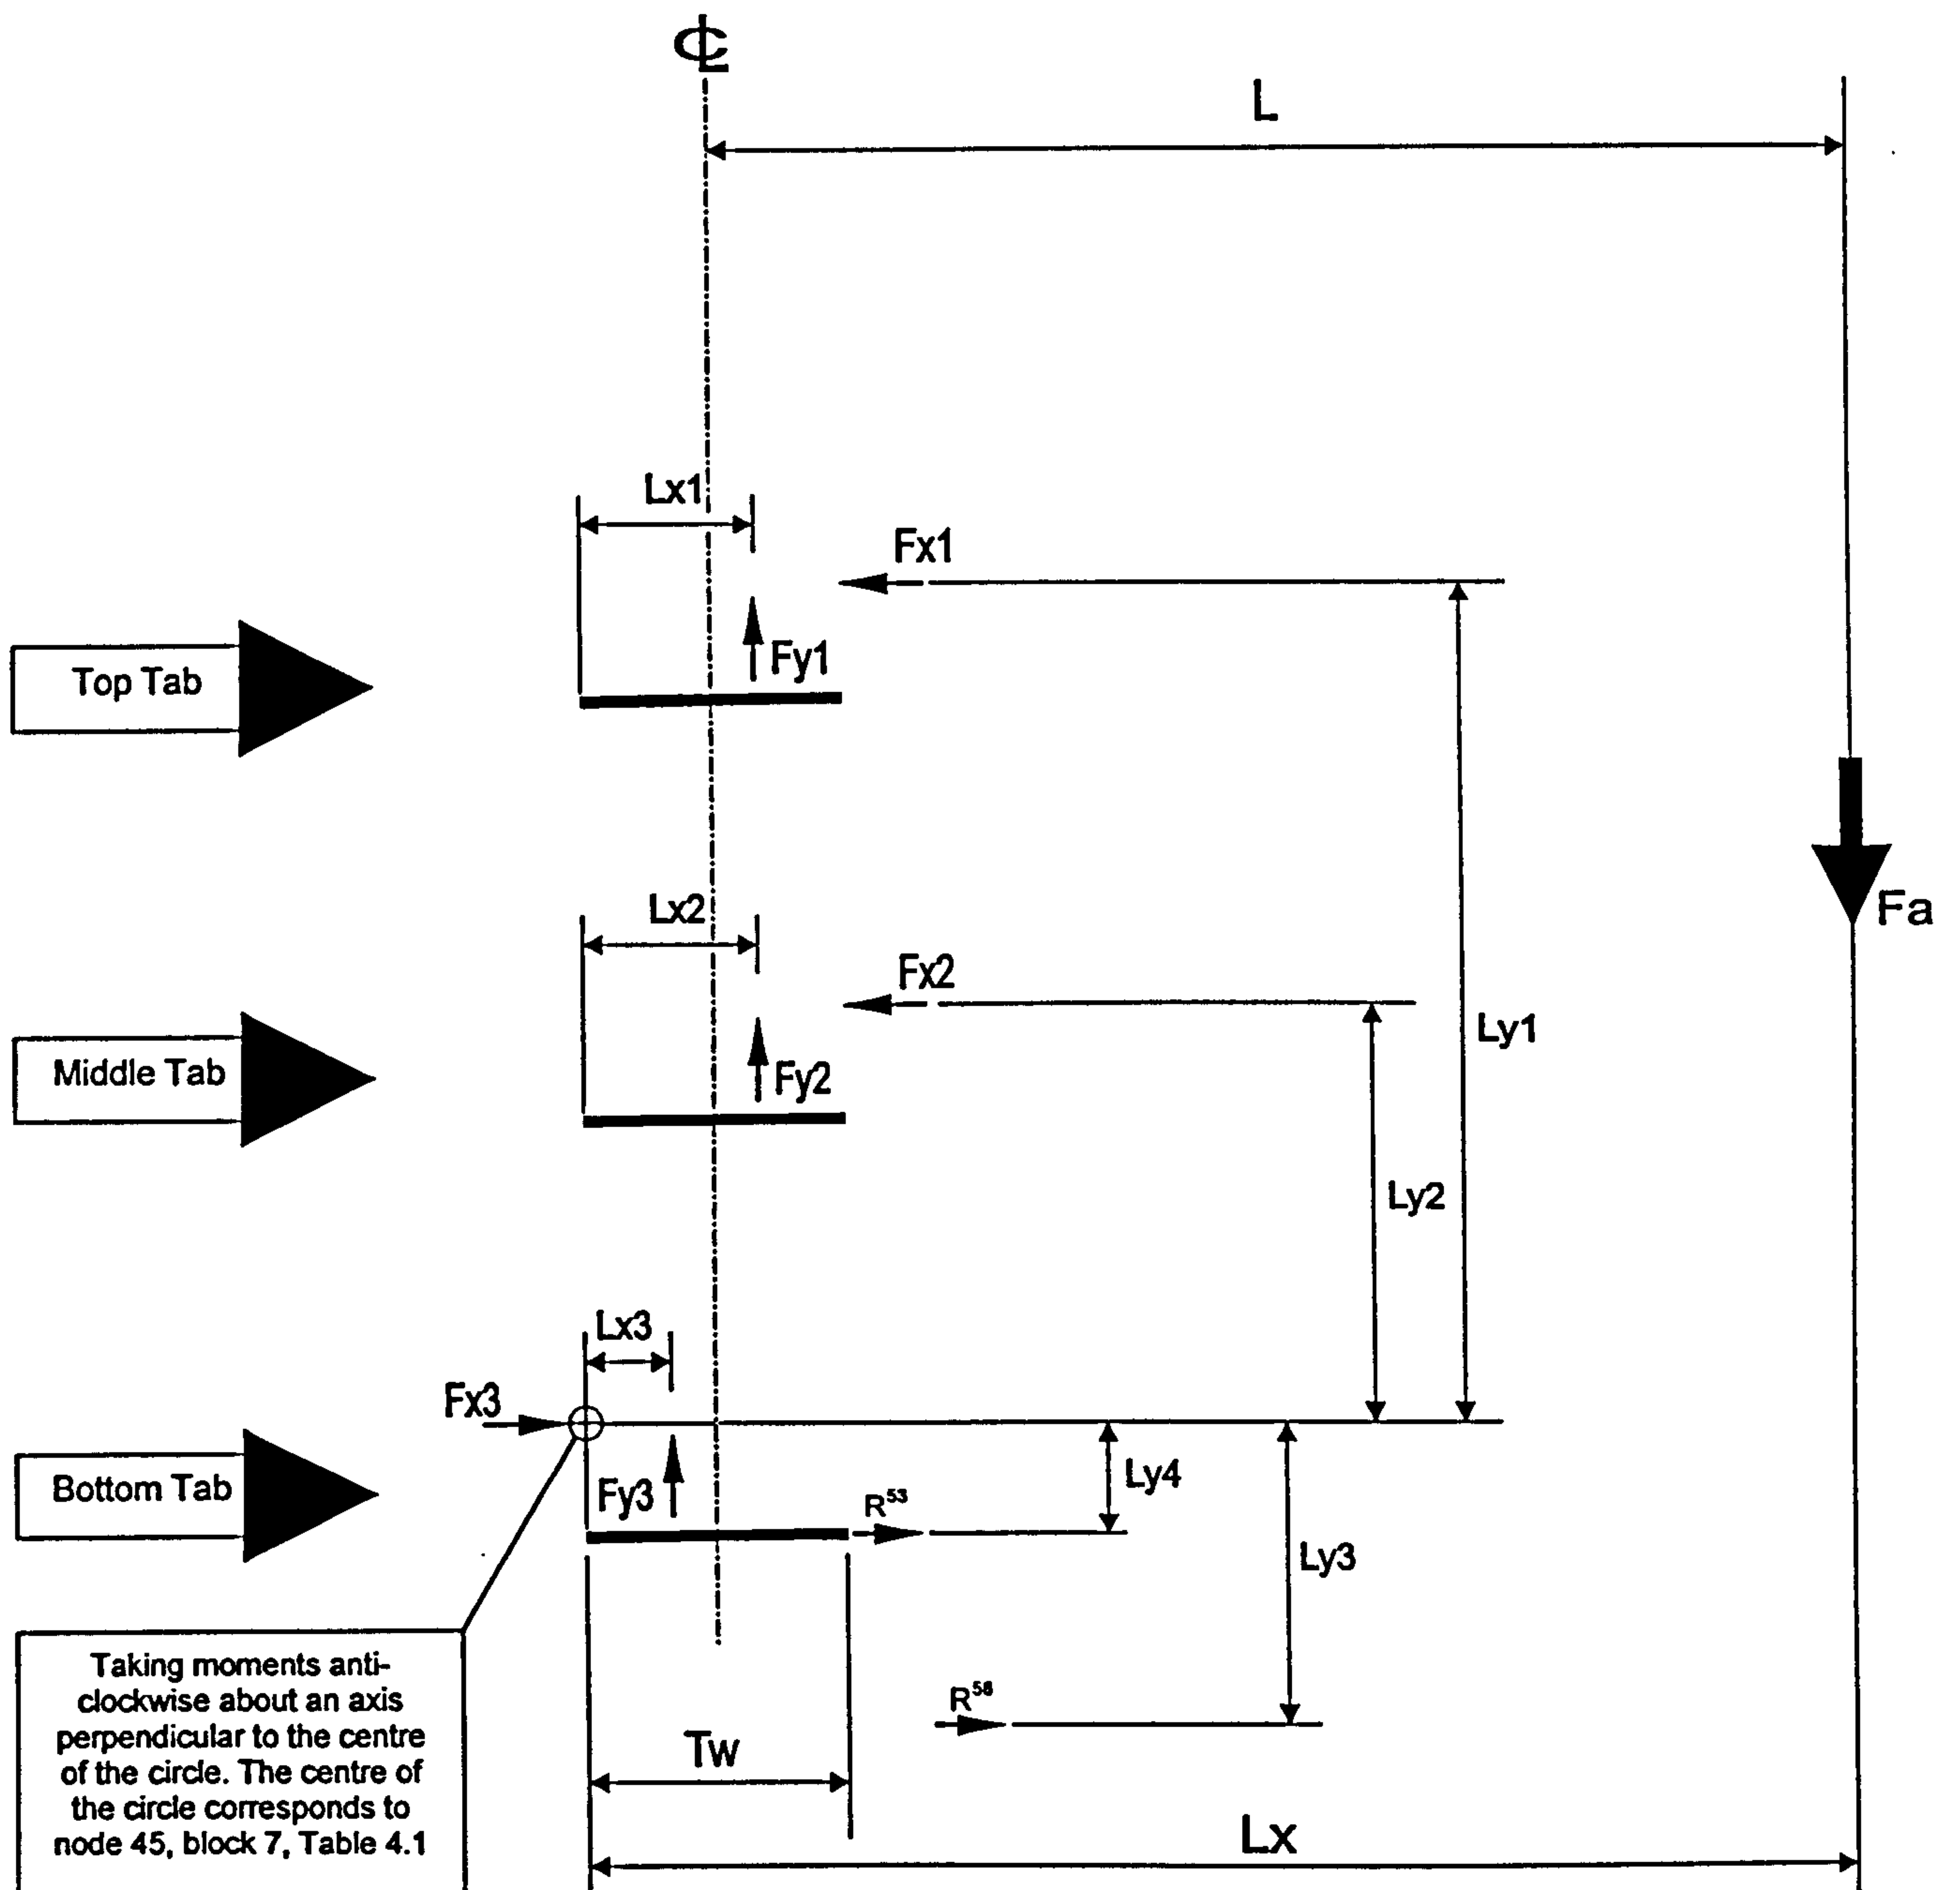 ℄
L
Lx1
Fx1
Fy1
Top Tab
Lx2
Fa
Fx2
Ly1
Middle Tab
Fy2
Ly2
Lx3
Fx3
Ly4
Bottom Tab
Fy3
R⁵³
Ly3
Taking moments anti-
clockwise about an axis
perpendicular to the centre
of the circle. The centre of
the circle corresponds to
node 45, block 7, Table 4.1
R⁵⁸
Tw
Lx